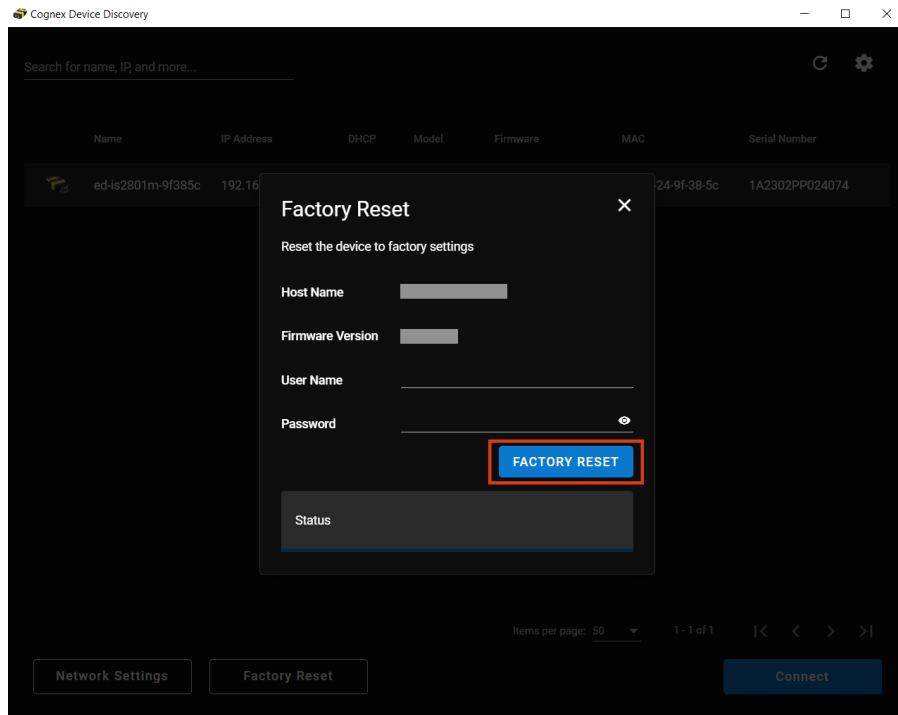 Cognex Device Discovery
Search for name, IP, and more...
Name IP Address DHCP Model Firmware MAC Serial Number
ed-is2801m-9f385c 192.16 -24-9f-38-5c 1A2302PP024074
Factory Reset
Reset the device to factory settings
Host Name
Firmware Version
User Name
Password
FACTORY RESET
Status
Items per page: 50 1 - 1 of 1
Network Settings Factory Reset Connect